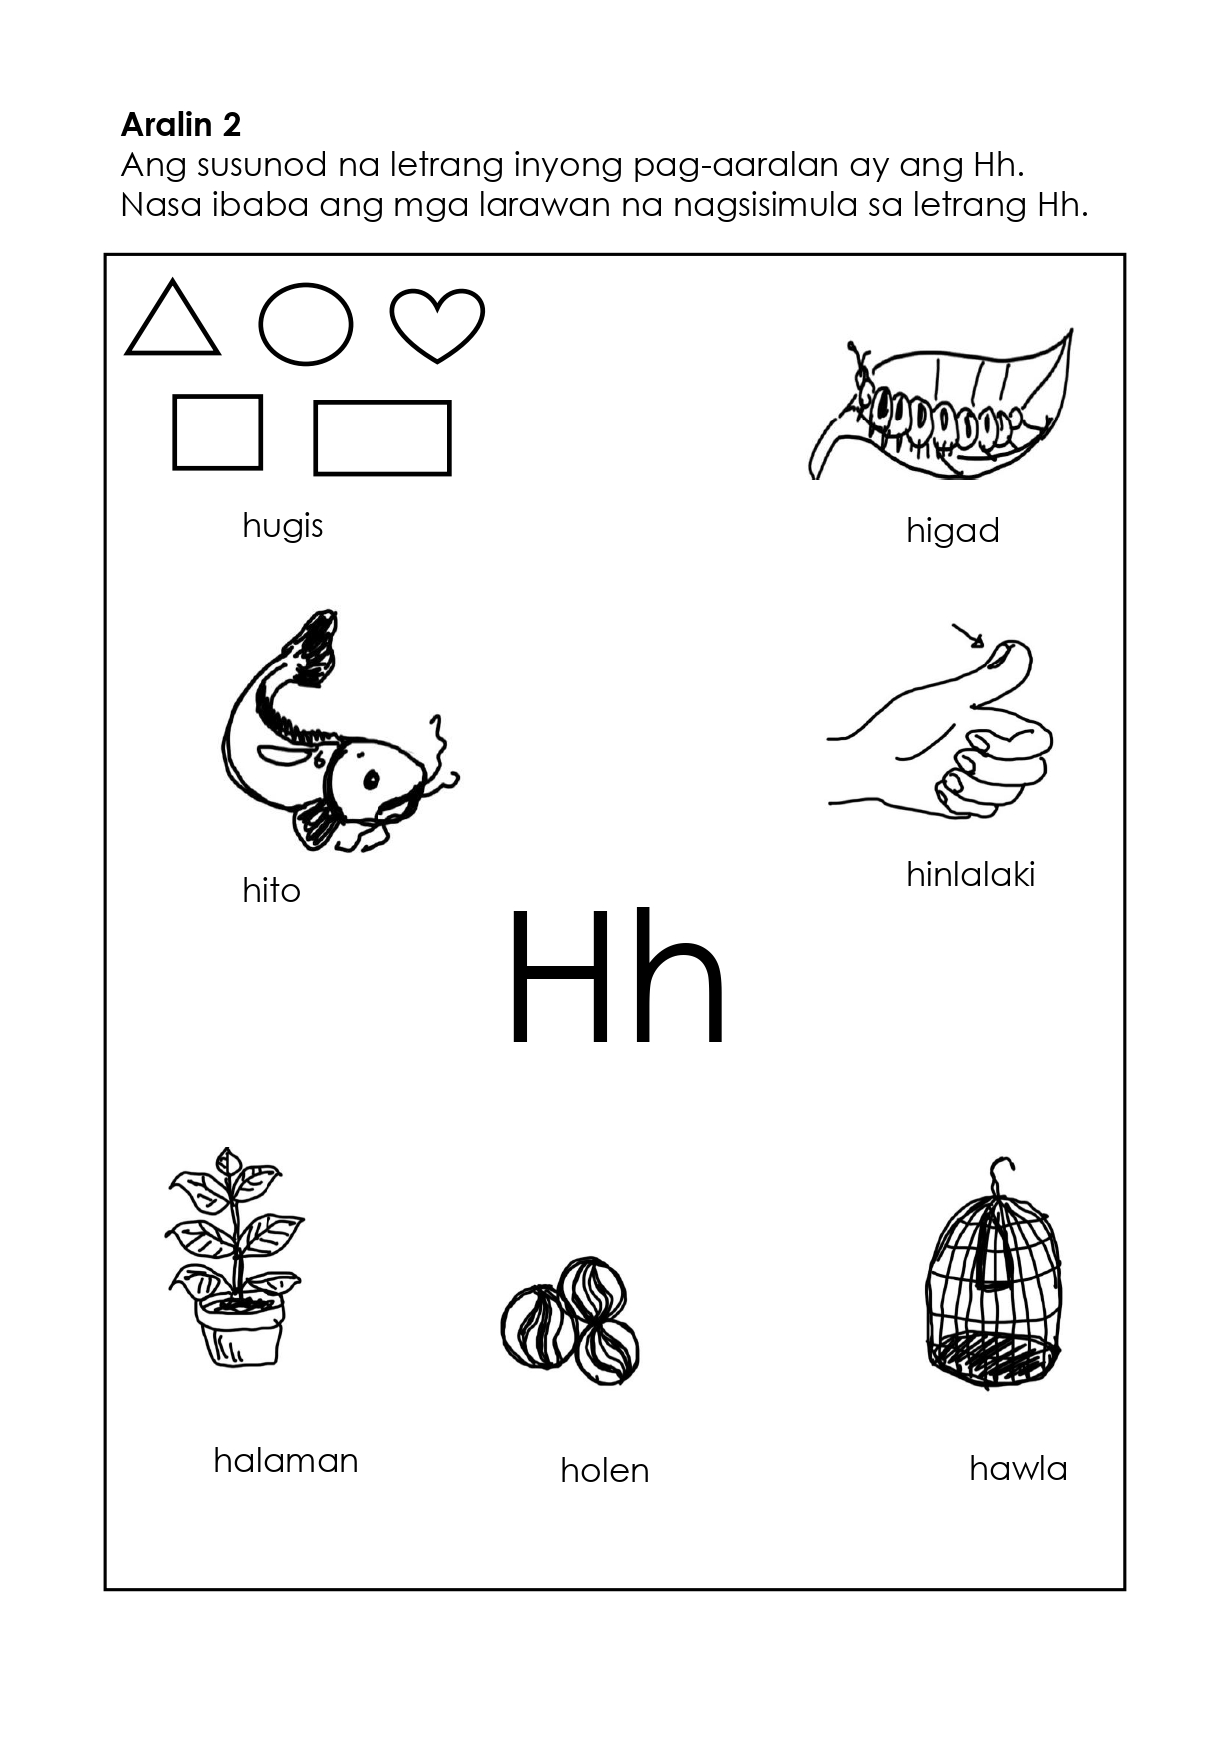 Aralin 2
Ang susunod na letrang inyong pag-aaralan ay ang Hh.
Nasa ibaba ang mga larawan na nagsisimula sa letrang Hh.
hugis
higad
hito
hinlalaki
Hh
halaman
holen
hawla